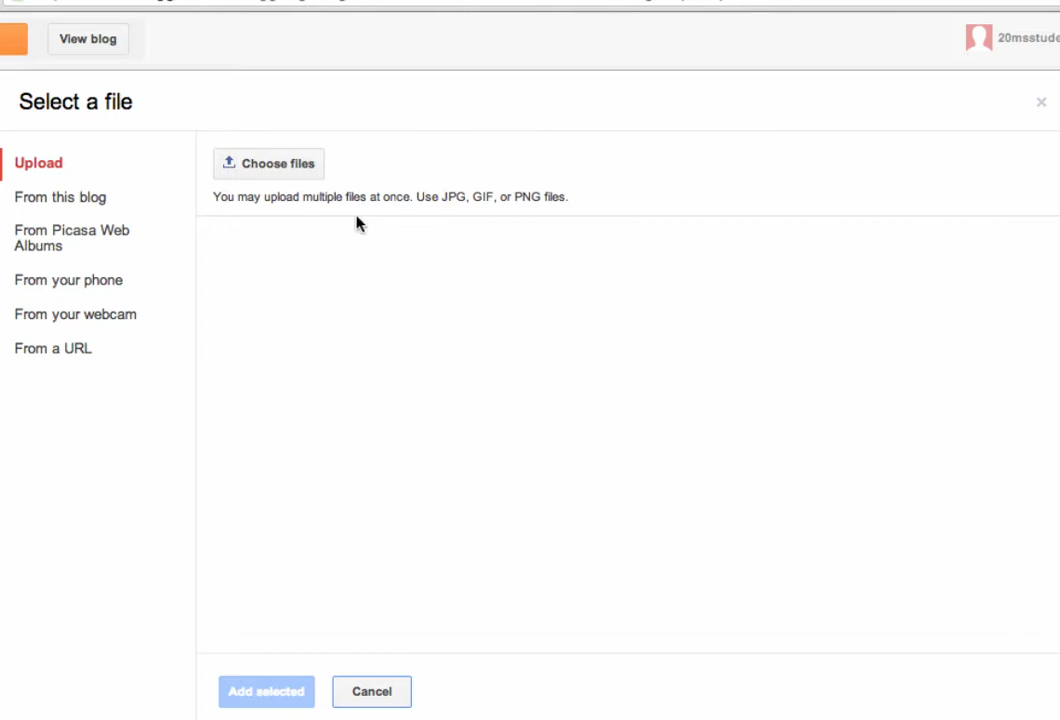 View blog
20msstude
Select a file
Upload
From this blog
From Picasa Web
Albums
From your phone
From your webcam
From a URL
Choose files
You may upload multiple files at once. Use JPG, GIF, or PNG files.
Add selected
Cancel